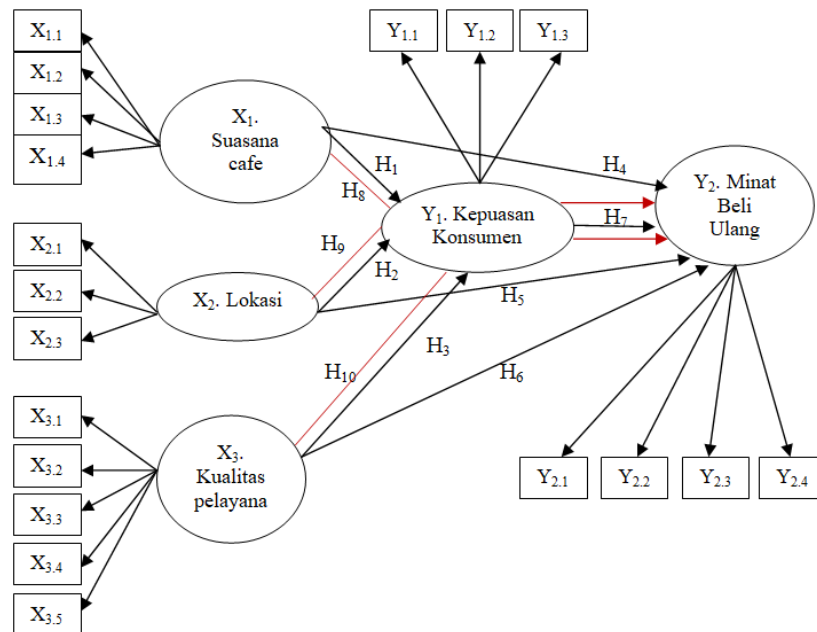 X1.1
X1.2
X1.3
X1.4
X1.
Suasana
cafe
Y1.1
Y1.2
Y1.3
H1
H8
H4
Y1. Kepuasan
Konsumen
H7
Y2. Minat
Beli
Ulang
X2.1
X2.2
X2.3
X2. Lokasi
H9
H2
H5
H3
H10
H6
X3.1
X3.2
X3.3
X3.4
X3.5
X3.
Kualitas
pelayana
Y2.1
Y2.2
Y2.3
Y2.4